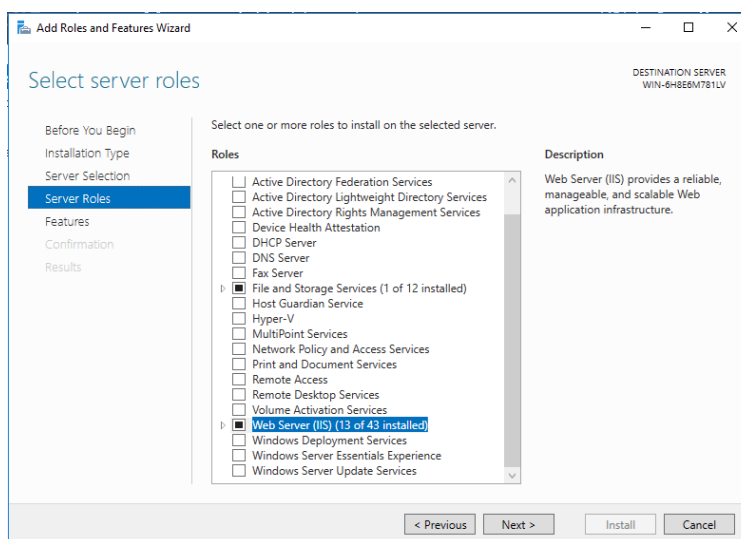 Add Roles and Features Wizard
Select server roles
DESTINATION SERVER
WIN-6H8E6M781LV
Before You Begin
Installation Type
Server Selection
Server Roles
Features
Confirmation
Results
Select one or more roles to install on the selected server.
Roles
Active Directory Federation Services
Active Directory Lightweight Directory Services
Active Directory Rights Management Services
Device Health Attestation
DHCP Server
DNS Server
Fax Server
File and Storage Services (1 of 12 installed)
Host Guardian Service
Hyper-V
MultiPoint Services
Network Policy and Access Services
Print and Document Services
Remote Access
Remote Desktop Services
Volume Activation Services
Web Server (IIS) (13 of 43 installed)
Windows Deployment Services
Windows Server Essentials Experience
Windows Server Update Services
Description
Web Server (IIS) provides a reliable,
manageable, and scalable Web
application infrastructure.
< Previous
Next >
Install
Cancel